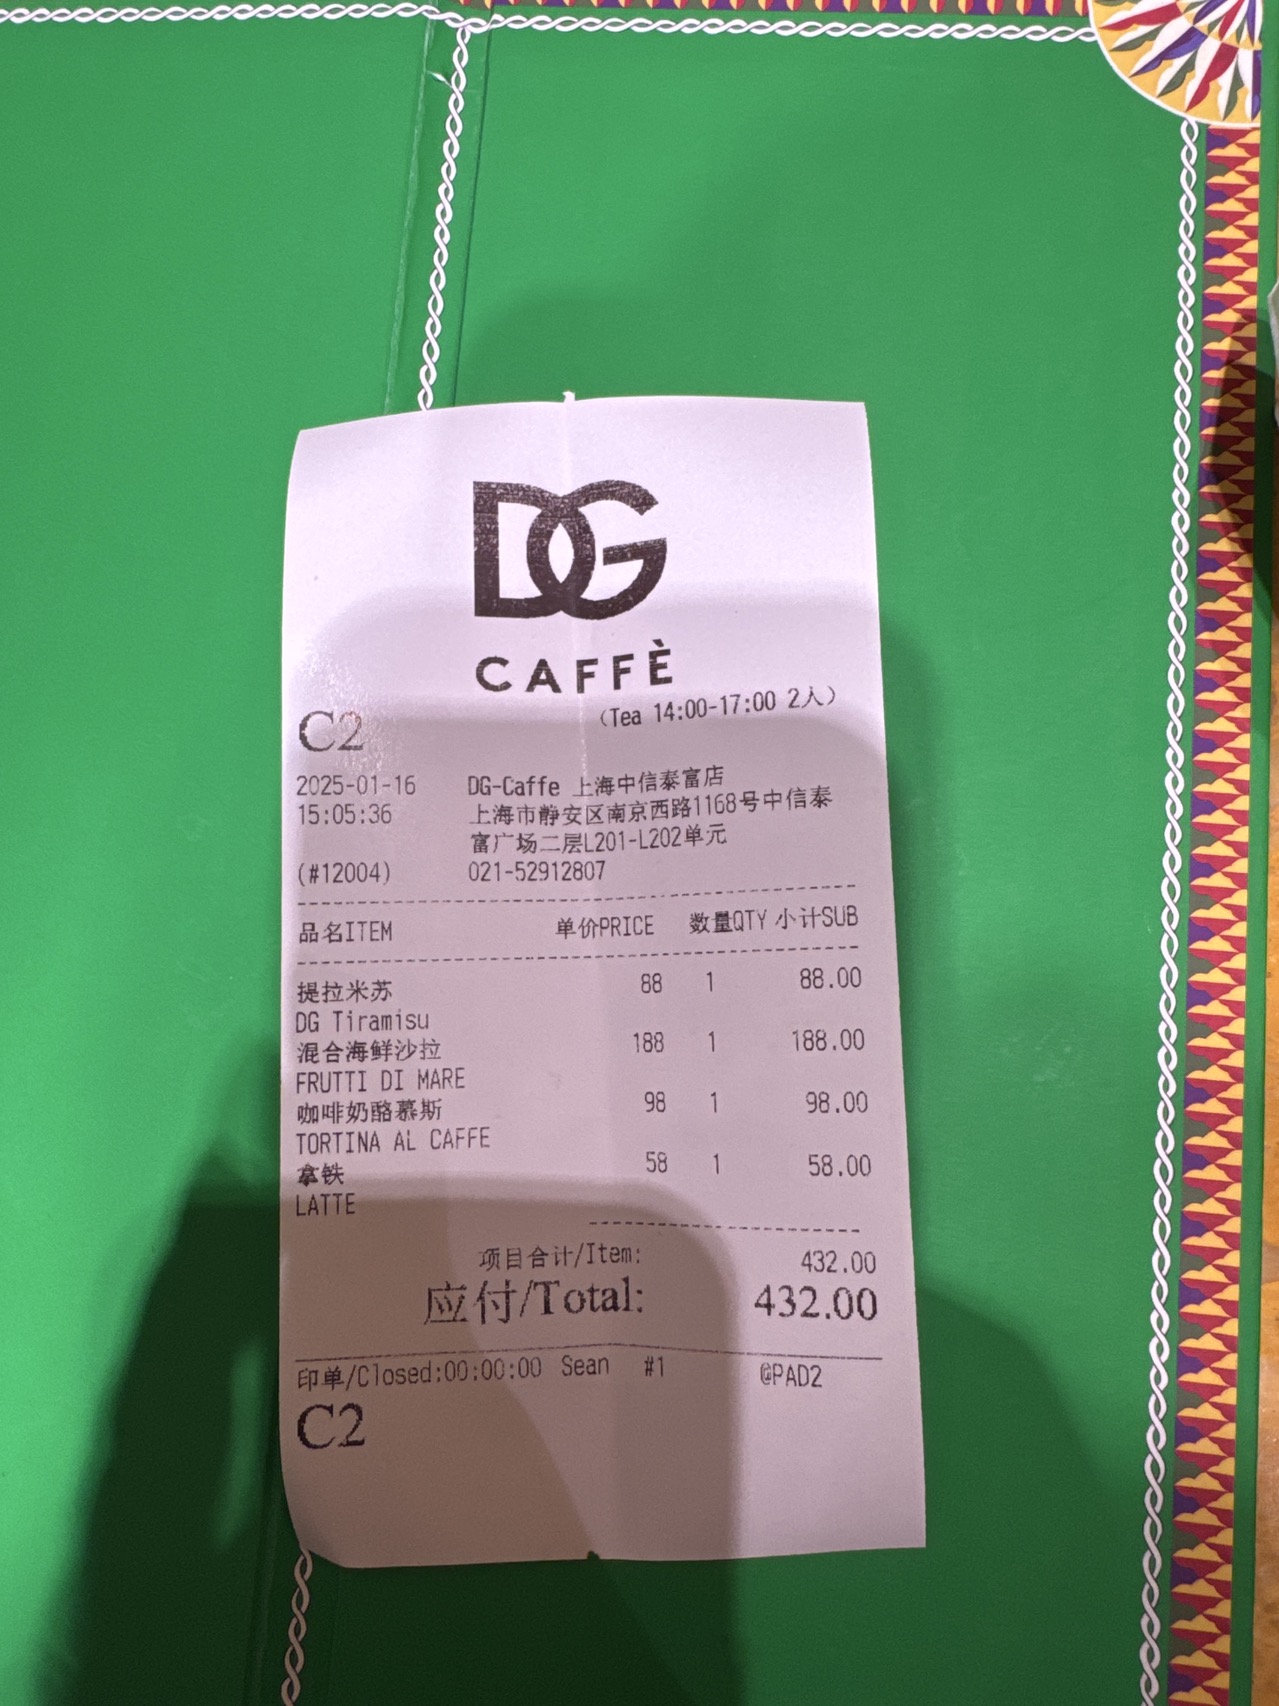 DG
CAFFÈ
(Tea 14:00-17:00 2人)
C2
2025-01-16 DG-Caffe 上海中信泰富店
15:05:36 上海市静安区南京西路1168号中信泰
富广场二层L201-L202单元
(#12004) 021-52912807
品名ITEM 单价PRICE 数量QTY 小计SUB
提拉米苏 88 1 88.00
DG Tiramisu
混合海鲜沙拉 188 1 188.00
FRUTTI DI MARE
咖啡奶酪慕斯 98 1 98.00
TORTINA AL CAFFE
拿铁 58 1 58.00
LATTE
项目合计/Item: 432.00
应付/Total: 432.00
印单/Closed:00:00:00 Sean #1 @PAD2
C2